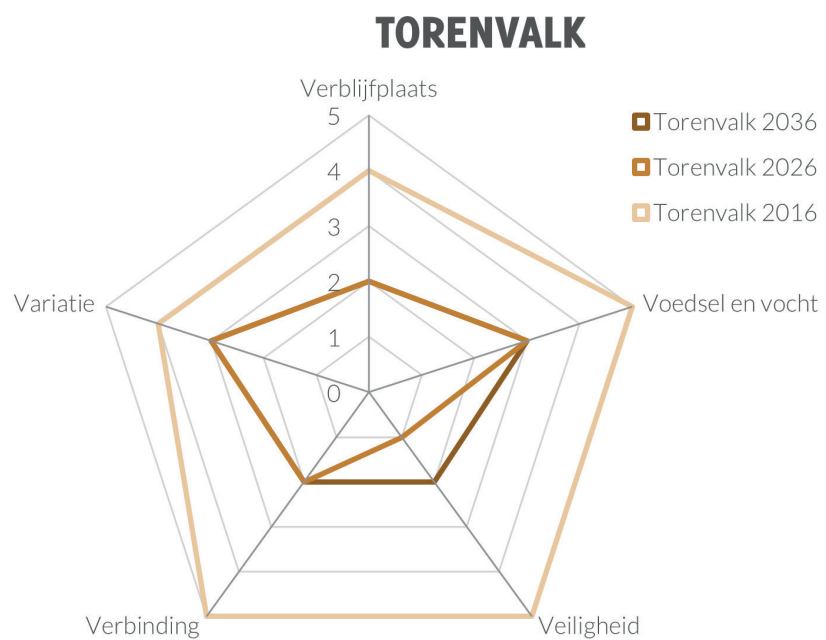 TORENVALK
Verblijfplaats
5
Torenvalk 2036
4
Torenvalk 2026
3
Torenvalk 2016
2
Variatie
Voedsel en vocht
1
0
Verbinding
Veiligheid